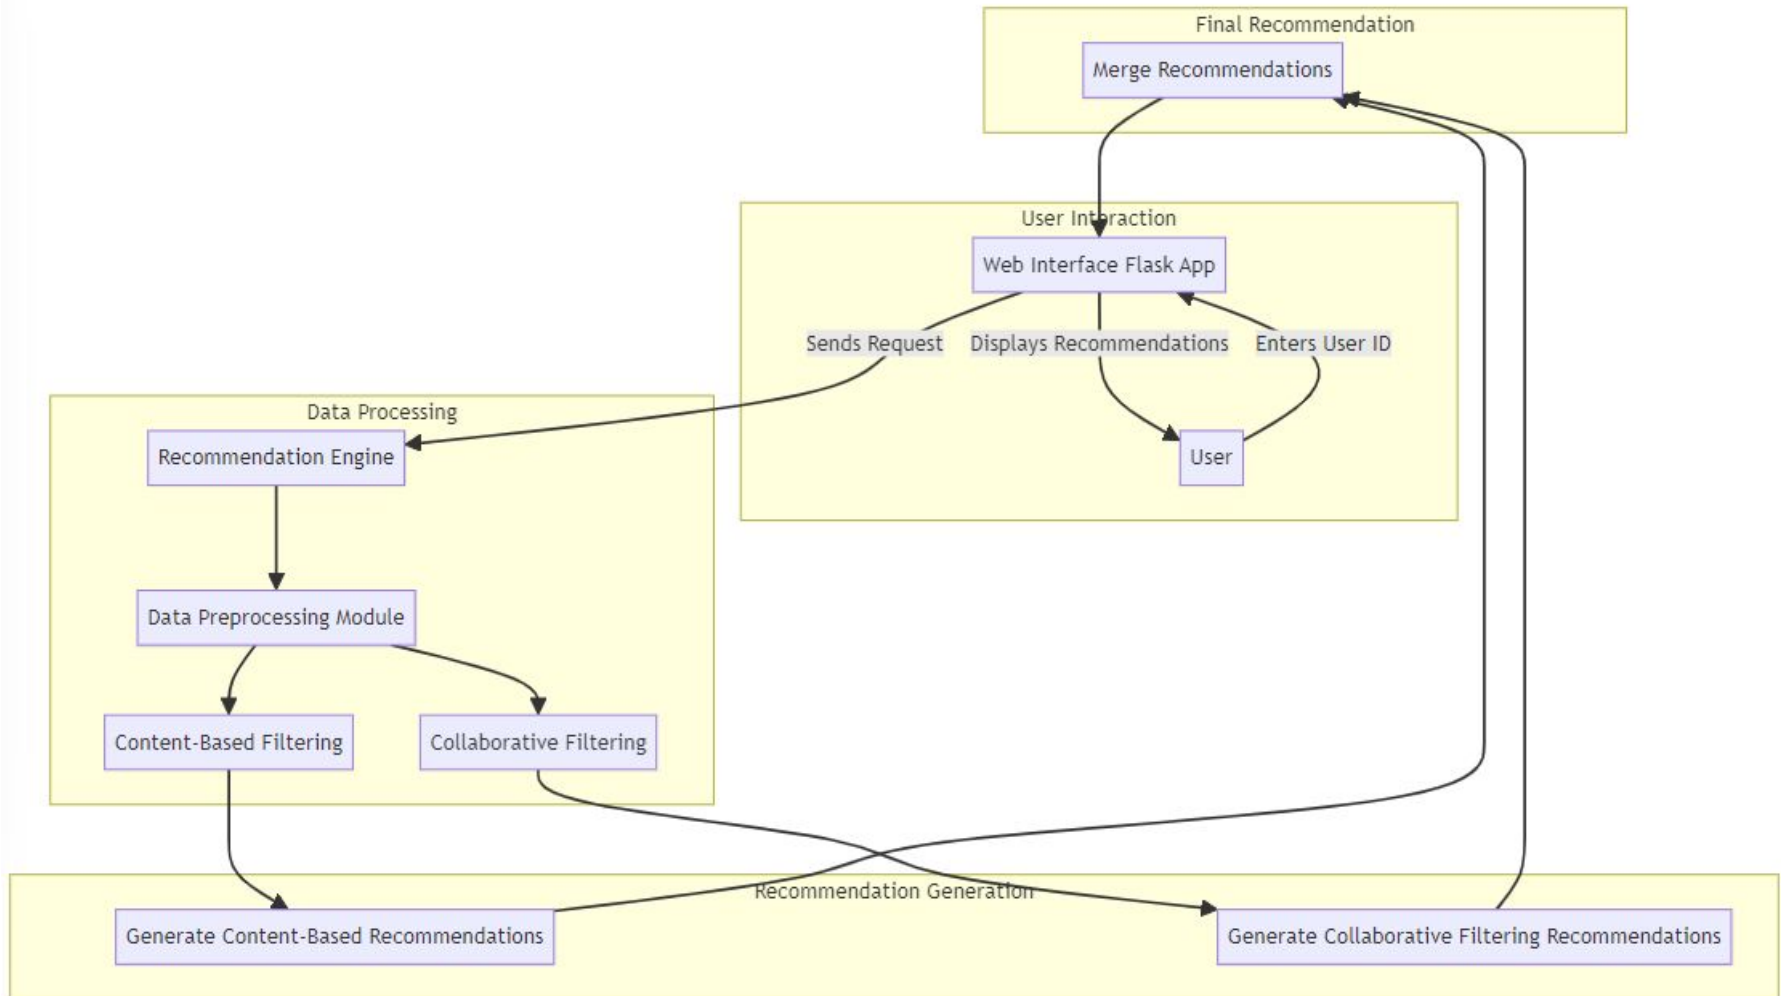 Final Recommendation
Merge Recommendations
User Interaction
Web Interface Flask App
Sends Request
Displays Recommendations
Enters User ID
Data Processing
Recommendation Engine
User
Data Preprocessing Module
Content-Based Filtering
Collaborative Filtering
Recommendation Generation
Generate Content-Based Recommendations
Generate Collaborative Filtering Recommendations